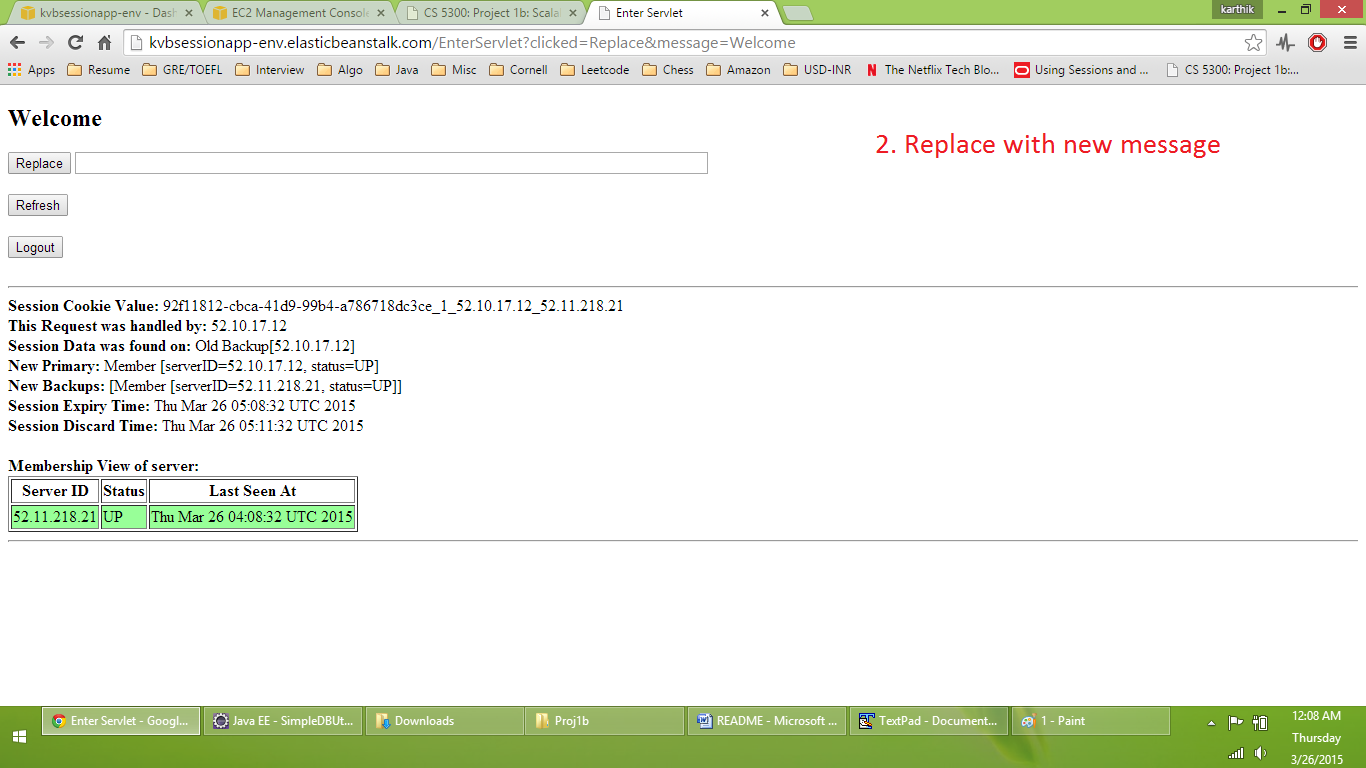 kvbsessionapp-env - Dash
EC2 Management Console
CS 5300: Project 1b: Scala
Enter Servlet
karthik
kvbsessionapp-env.elasticbeanstalk.com/EnterServlet?clicked=Replace&message=Welcome
Apps Resume GRE/TOEFL Interview Algo Java Misc Cornell Leetcode Chess Amazon USD-INR The Netflix Tech Blo... Using Sessions and ... CS 5300: Project 1b:...
Welcome
2. Replace with new message
Replace
Refresh
Logout
Session Cookie Value: 92f11812-cbca-41d9-99b4-a786718dc3ce_1_52.10.17.12_52.11.218.21
This Request was handled by: 52.10.17.12
Session Data was found on: Old Backup[52.10.17.12]
New Primary: Member [serverID=52.10.17.12, status=UP]
New Backups: [Member [serverID=52.11.218.21, status=UP]]
Session Expiry Time: Thu Mar 26 05:08:32 UTC 2015
Session Discard Time: Thu Mar 26 05:11:32 UTC 2015
Membership View of server:
Server ID Status Last Seen At
52.11.218.21 UP Thu Mar 26 04:08:32 UTC 2015
Enter Servlet - Googl... Java EE - SimpleDBUt... Downloads Proj1b README - Microsoft ... TextPad - Document... 1 - Paint
12:08 AM
Thursday
3/26/2015